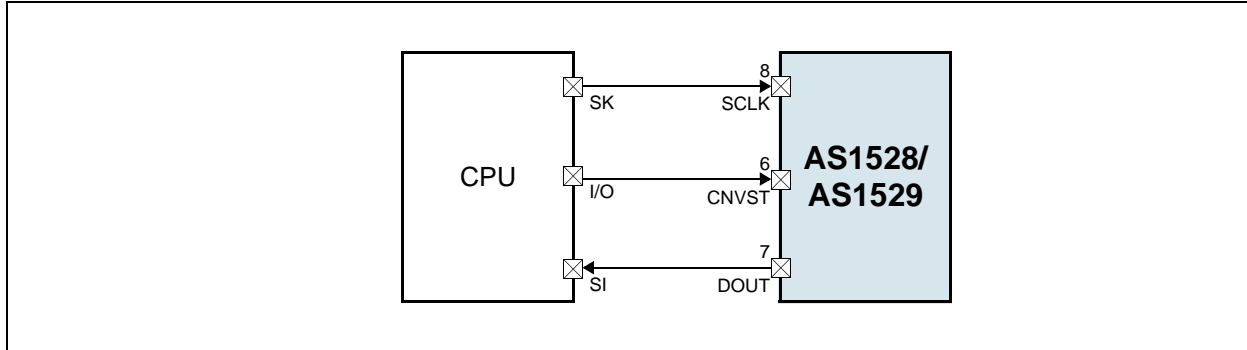 8
SK SCLK
CPU
AS1528/
AS1529
6
I/O CNVST
7
SI DOUT